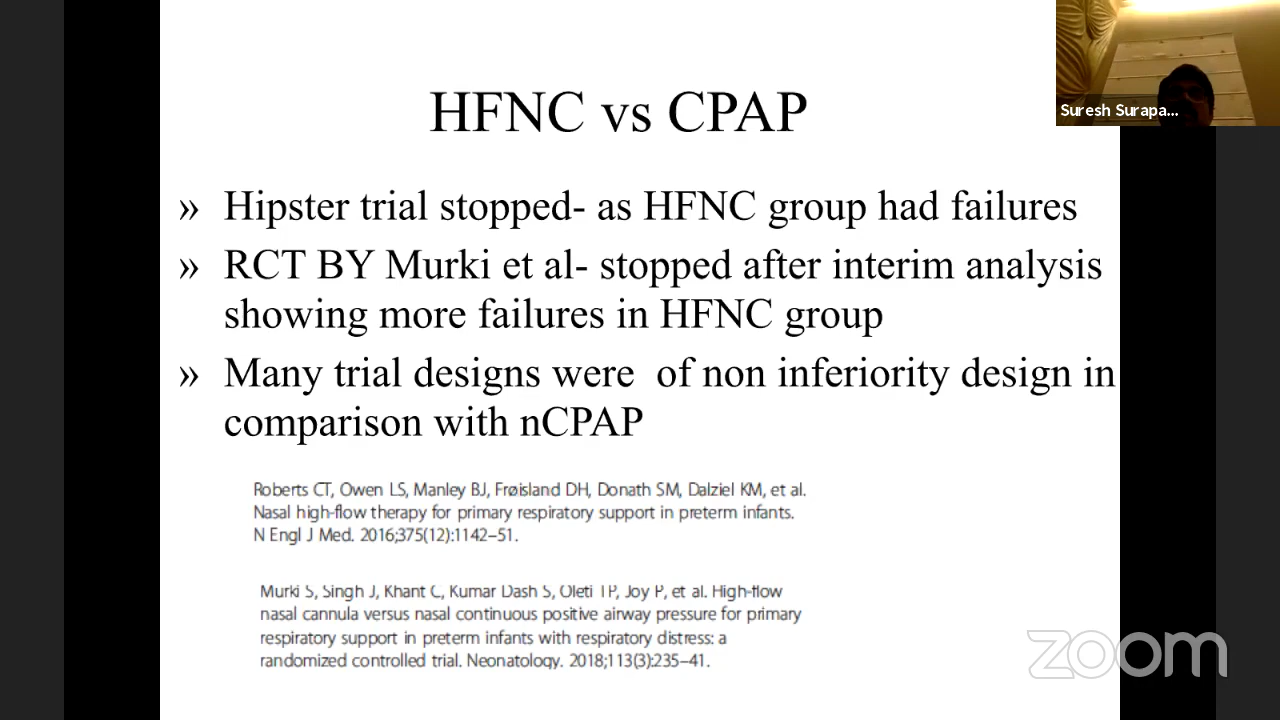 HFNC vs CPAP
Suresh Surapa...
» Hipster trial stopped- as HFNC group had failures
» RCT BY Murki et al- stopped after interim analysis
showing more failures in HFNC group
» Many trial designs were of non inferiority design in
comparison with nCPAP
Roberts CT, Owen LS, Manley BJ, Frøisland DH, Donath SM, Dalziel KM, et al.
Nasal high-flow therapy for primary respiratory support in preterm infants.
N Engl J Med. 2016;375(12):1142–51.
Murki S, Singh J, Khant C, Kumar Dash S, Oleti TP, Joy P, et al. High-flow
nasal cannula versus nasal continuous positive airway pressure for primary
respiratory support in preterm infants with respiratory distress: a
randomized controlled trial. Neonatology. 2018;113(3):235–41.
zoom